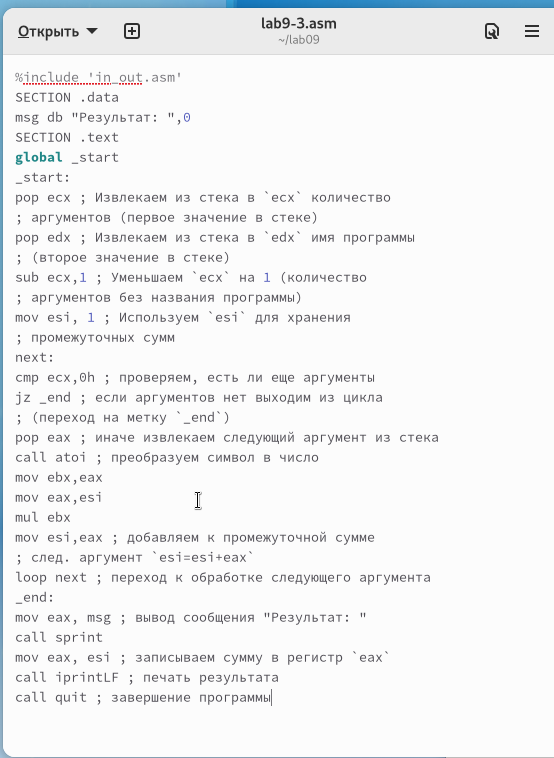 Открыть
lab9-3.asm
~/lab09
%include 'in_out.asm'
SECTION .data
msg db "Результат: ",0
SECTION .text
global _start
_start:
pop ecx ; Извлекаем из стека в `ecx` количество
; аргументов (первое значение в стеке)
pop edx ; Извлекаем из стека в `edx` имя программы
; (второе значение в стеке)
sub ecx,1 ; Уменьшаем `ecx` на 1 (количество
; аргументов без названия программы)
mov esi, 1 ; Используем `esi` для хранения
; промежуточных сумм
next:
cmp ecx,0h ; проверяем, есть ли еще аргументы
jz _end ; если аргументов нет выходим из цикла
; (переход на метку `_end`)
pop eax ; иначе извлекаем следующий аргумент из стека
call atoi ; преобразуем символ в число
mov ebx,eax
mov eax,esi
mul ebx
mov esi,eax ; добавляем к промежуточной сумме
; след. аргумент `esi=esi+eax`
loop next ; переход к обработке следующего аргумента
_end:
mov eax, msg ; вывод сообщения "Результат: "
call sprint
mov eax, esi ; записываем сумму в регистр `eax`
call iprintLF ; печать результата
call quit ; завершение программы